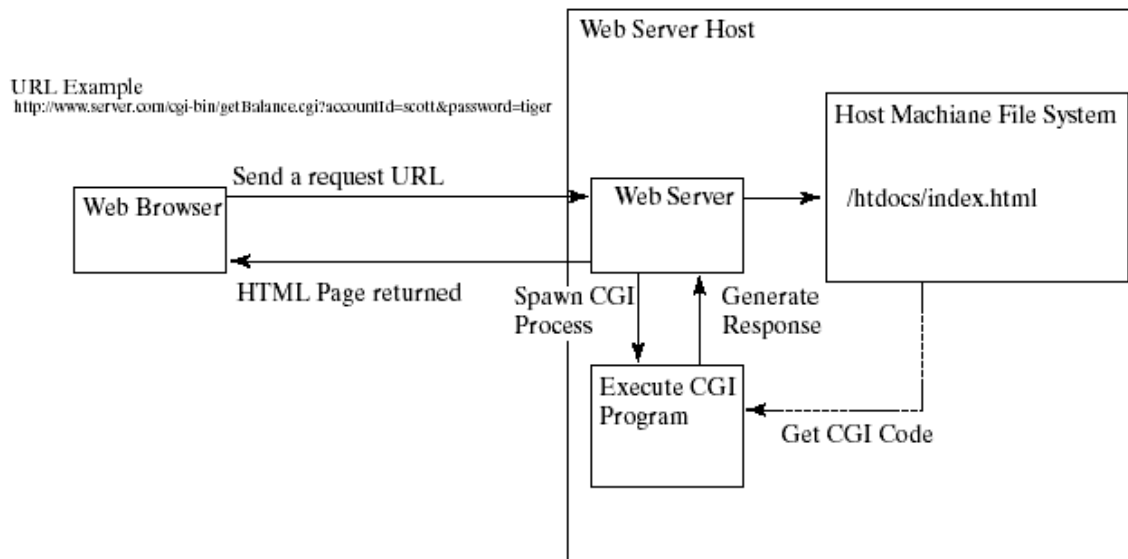 Web Server Host
URL Example
http://www.server.com/cgi-bin/getBalance.cgi?accountId=scott&password=tiger
Host Machiane File System
Send a request URL
Web Browser
Web Server
/htdocs/index.html
HTML Page returned
Spawn CGI
Process
Generate
Response
Execute CGI
Program
Get CGI Code